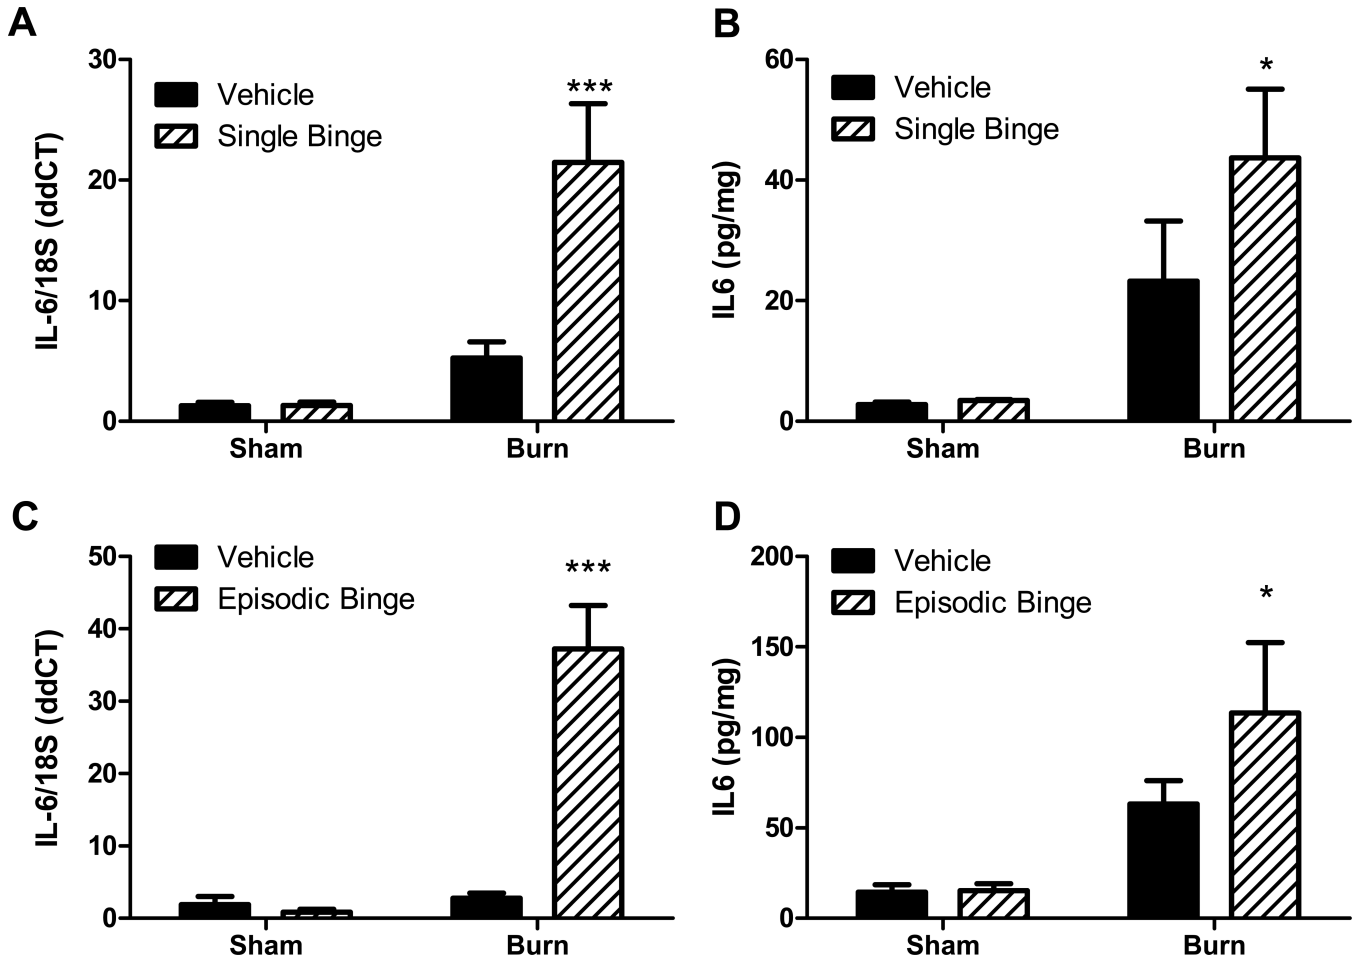 A
IL-6/18S (ddCT)
30
20
10
0
Vehicle
Single Binge
***
Sham
Burn
B
IL6 (pg/mg)
60
40
20
0
Vehicle
Single Binge
*
Sham
Burn
C
IL-6/18S (ddCT)
50
40
30
20
10
0
Vehicle
Episodic Binge
***
Sham
Burn
D
IL6 (pg/mg)
200
150
100
50
0
Vehicle
Episodic Binge
*
Sham
Burn